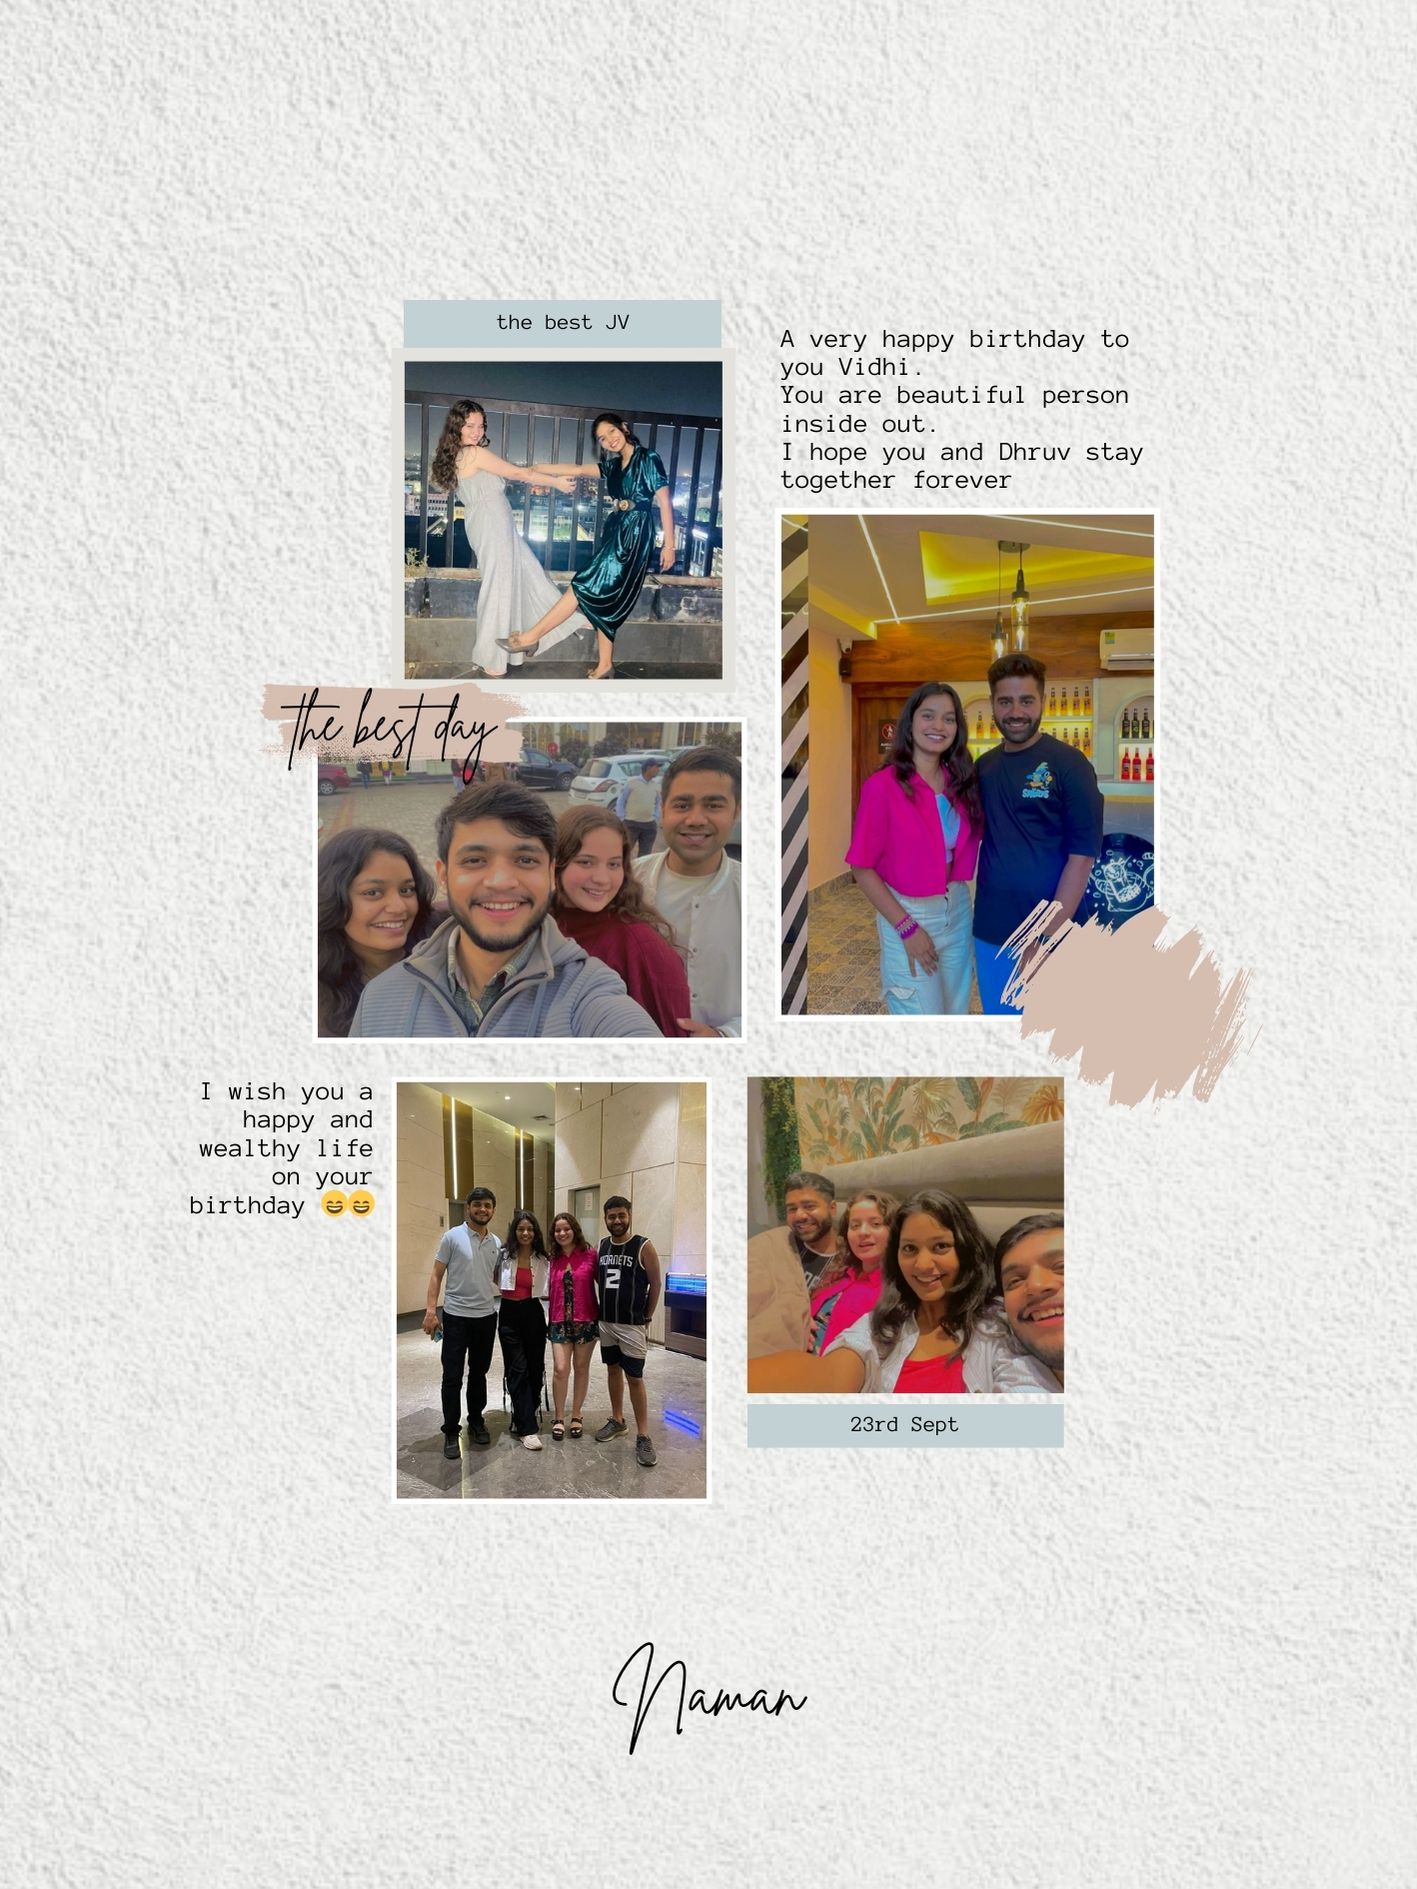 the best JV
A very happy birthday to
you Vidhi.
You are beautiful person
inside out.
I hope you and Dhruv stay
together forever
the best day
I wish you a
happy and
wealthy life
on your
birthday 😄😄
HORNETS
2
23rd Sept
Naman